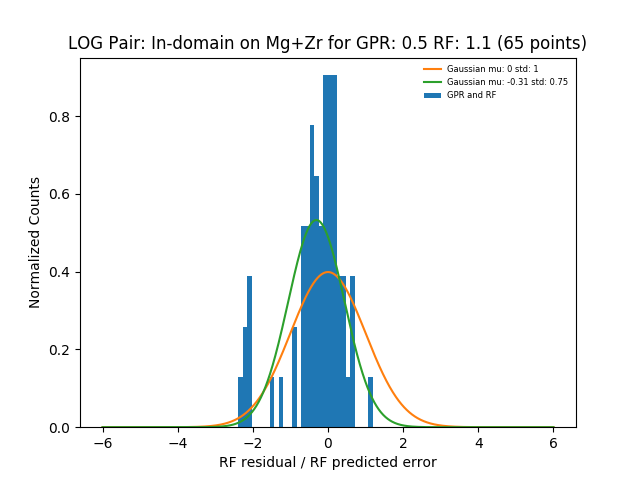 LOG Pair: In-domain on Mg+Zr for GPR: 0.5 RF: 1.1 (65 points)
Gaussian mu: 0 std: 1
Gaussian mu: -0.31 std: 0.75
GPR and RF
Normalized Counts
0.8
0.6
0.4
0.2
0.0
−6 −4 −2 0 2 4 6
RF residual / RF predicted error